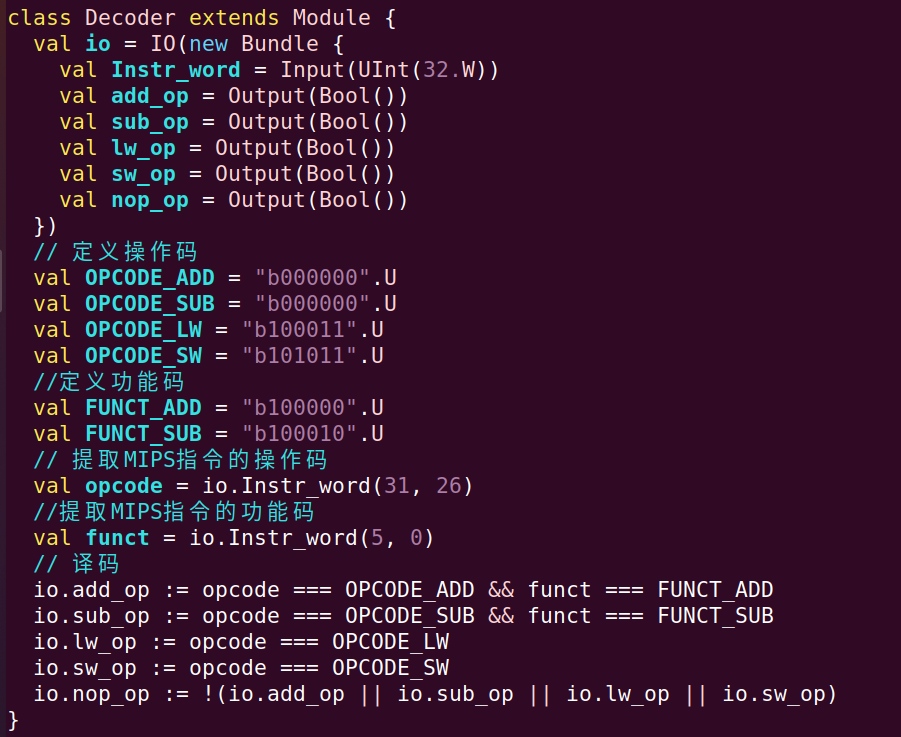 class Decoder extends Module {
  val io = IO(new Bundle {
    val Instr_word = Input(UInt(32.W))
    val add_op = Output(Bool())
    val sub_op = Output(Bool())
    val lw_op = Output(Bool())
    val sw_op = Output(Bool())
    val nop_op = Output(Bool())
  })
  // 定义操作码
  val OPCODE_ADD = "b000000".U
  val OPCODE_SUB = "b000000".U
  val OPCODE_LW = "b100011".U
  val OPCODE_SW = "b101011".U
  //定义功能码
  val FUNCT_ADD = "b100000".U
  val FUNCT_SUB = "b100010".U
  // 提取MIPS指令的操作码
  val opcode = io.Instr_word(31, 26)
  //提取MIPS指令的功能码
  val funct = io.Instr_word(5, 0)
  // 译码
  io.add_op := opcode === OPCODE_ADD && funct === FUNCT_ADD
  io.sub_op := opcode === OPCODE_SUB && funct === FUNCT_SUB
  io.lw_op := opcode === OPCODE_LW
  io.sw_op := opcode === OPCODE_SW
  io.nop_op := !(io.add_op || io.sub_op || io.lw_op || io.sw_op)
}